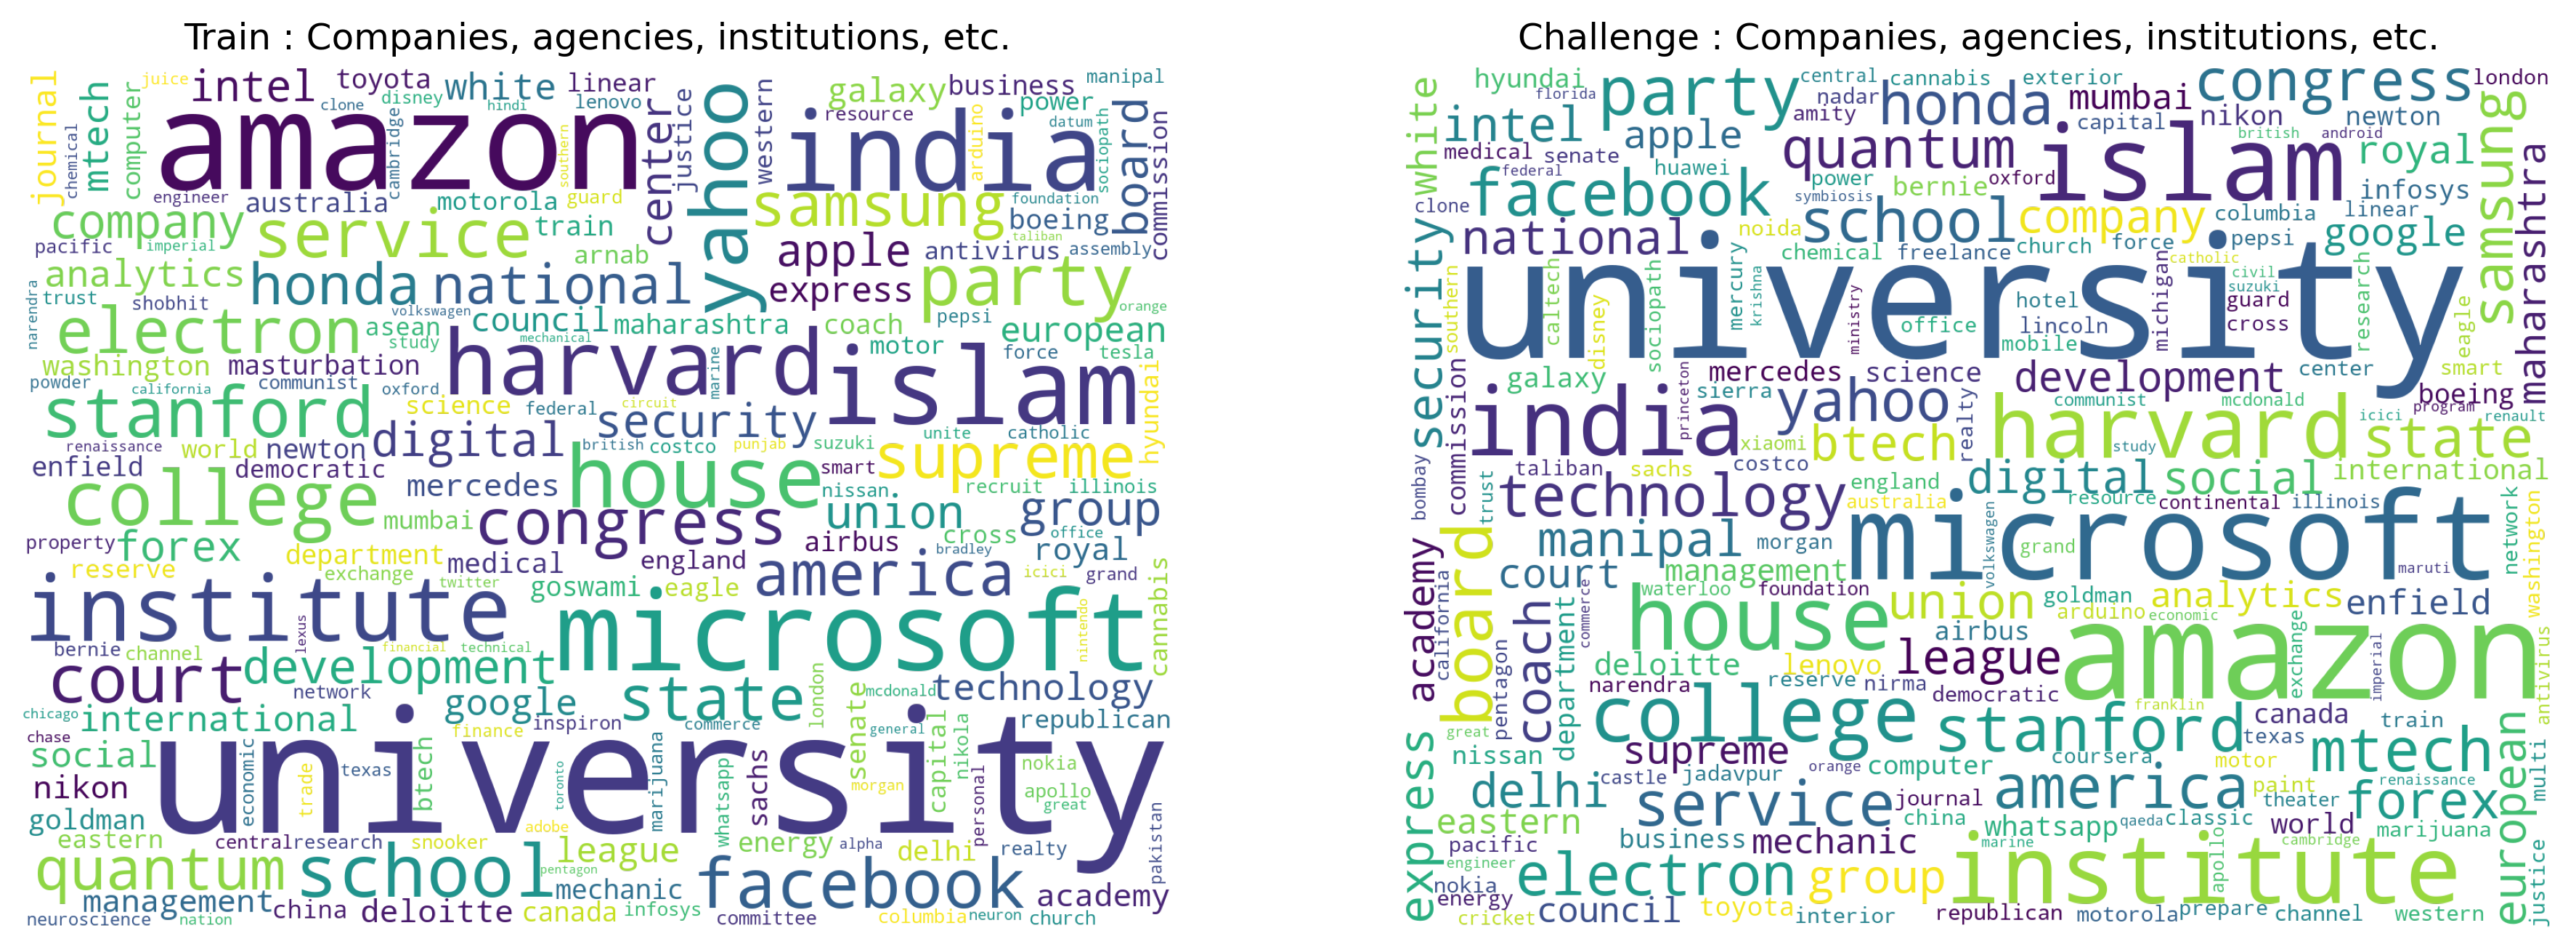 Train : Companies, agencies, institutions, etc.
journal
chemical
mtech
computer
juice
intel
toyota
clone
disney
cambridge
white
hindi
linear
lenovo
southern
center
justice
yahoo
western
galaxy
business
resource
power
datum
manipal
arduino
sociopath
board
commission
amazon
india
engineer
australia
motorola
guard
samsung
foundation
boeing
company
service
train
taliban
pacific
imperial
arnab
apple
antivirus
assembly
analytics
honda
national
express
party
orange
trust
shobhit
narendra
volkswagen
electron
asean
study
council
mechanical
maharashtra
coach
pepsi
european
washington
masturbation
harvard
marine
motor
force
tesla
powder
california
communist
oxford
islam
hyundai
stanford
science
federal
circuit
security
renaissance
world
newton
digital
british
costco
punjab
suzuki
unite
catholic
enfield
democratic
house
smart
supreme
college
mercedes
nissan
recruit
illinois
mumbai
congress
union
group
property
forex
department
medical
england
airbus
cross
office
bradley
royal
reserve
exchange
twitter
goswami
eagle
america
icici
grand
cannabis
institute
microsoft
nintendo
lexus
bernie
channel
financial
technical
court
development
state
london
senate
mcdonald
technology
network
google
chicago
international
finance
inspiron
commerce
general
republican
chase
social
university
economic
trade
texas
btech
toronto
marijuana
whatsapp
sachs
morgan
capital
nikola
personal
nokia
apollo
great
pakistan
nikon
goldman
adobe
eastern
central
research
snooker
league
energy
alpha
delhi
realty
quantum
school
pentagon
mechanic
facebook
academy
management
china
deloitte
canada
infosys
committee
columbia
neuron
church
neuroscience
nation
Challenge : Companies, agencies, institutions, etc.
white
hyundai
florida
party
central
cannabis
exterior
congress
london
nadar
amity
honda
mumbai
nikon
newton
intel
apple
capital
british
android
samsung
medical
senate
federal
huawei
quantum
islam
royal
maharashtra
facebook
power
symbiosis
bernie
oxford
infosys
clone
school
company
columbia
linear
national
noida
chemical
freelance
church
force
pepsi
google
security
southern
university
caltech
disney
sociopath
mercury
krishna
ministry
office
hotel
lincoln
mobile
michigan
catholic
civil
suzuki
guard
cross
research
eagle
galaxy
princeton
mercedes
science
development
center
smart
commission
sierra
yahoo
communist
mcdonald
boeing
program
icici
renault
india
xiaomi
btech
realty
harvard
study
state
bombay
taliban
sachs
costco
england
digital
social
international
trust
technology
australia
resource
continental
illinois
board
manipal
morgan
microsoft
volkswagen
grand
maruti
network
washington
court
management
academy
california
commerce
waterloo
foundation
union
goldman
arduino
analytics
economic
enfield
coach
department
house
airbus
amazon
pentagon
deloitte
lenovo
league
exchange
imperial
antivirus
narendra
reserve
nirma
democratic
express
great
college
stanford
franklin
canada
texas
train
european
multi
nissan
supreme
coursera
motor
mtech
delhi
castle
jadavpur
orange
computer
paint
renaissance
service
journal
america
theater
forex
eastern
business
mechanic
china
whatsapp
qaeda
classic
world
marijuana
pacific
engineer
marine
apollo
cambridge
justice
nokia
energy
electron
group
institute
cricket
council
toyota
interior
republican
motorola
prepare
channel
western